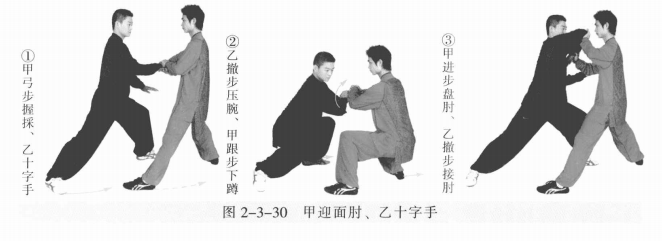 ①甲弓步握採、乙十字手
②乙撤步压腕、甲跟步下蹲
③甲进步盘肘、乙撤步接肘
图 2-3-30 甲迎面肘、乙十字手